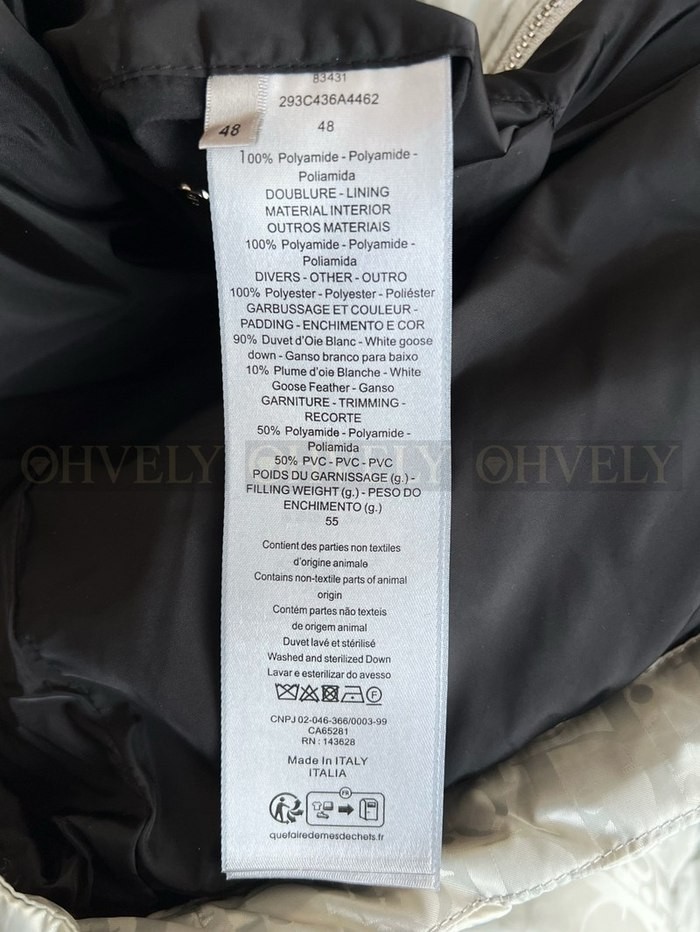 83431
293C436A4462
48
48
100% Polyamide - Polyamide -
Poliamida
DOUBLURE - LINING
MATERIAL INTERIOR
OUTROS MATERIAIS
100% Polyamide - Polyamide -
Poliamida
DIVERS - OTHER - OUTRO
100% Polyester - Polyester - Poliéster
GARBUSSAGE ET COULEUR -
PADDING - ENCHIMENTO E COR
90% Duvet d'Oie Blanc - White goose
down - Ganso branco para baixo
10% Plume d'oie Blanche - White
Goose Feather - Ganso
GARNITURE - TRIMMING -
RECORTE
50% Polyamide - Polyamide -
Poliamida
OHVELY OHVELY OHVELY
50% PVC - PVC - PVC
POIDS DU GARNISSAGE (g.) -
FILLING WEIGHT (g.) - PESO DO
ENCHIMENTO (g.)
55
Contient des parties non textiles
d'origine animale
Contains non-textile parts of animal
origin
Contém partes não texteis
de origem animal
Duvet lavé et stérilisé
Washed and sterilized Down
Lavar e esterilizar do avesso
F
CNPJ 02-046-366/0003-99
CA65281
RN : 143628
Made In ITALY
ITALIA
FR
quefairedemesdechets.fr